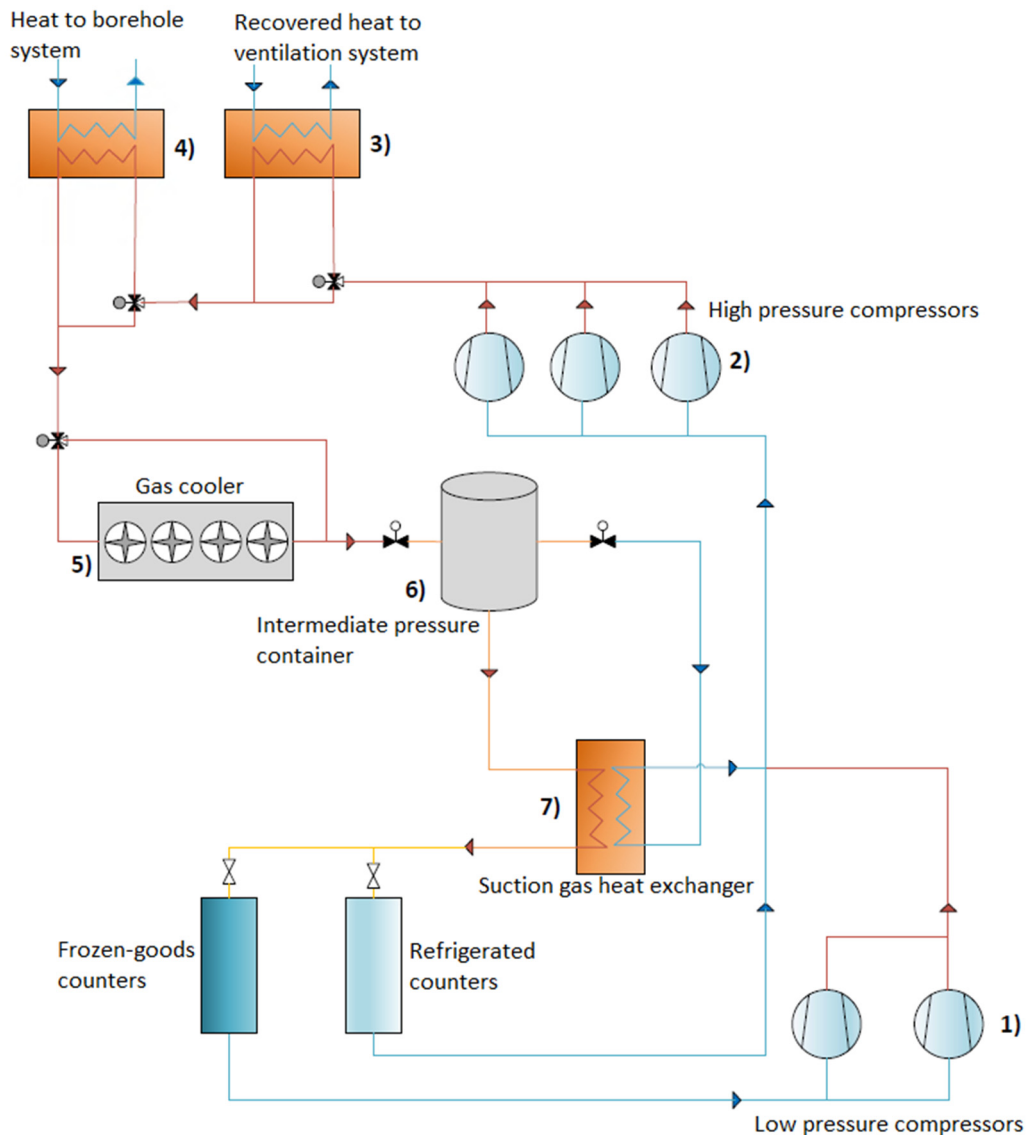 Heat to borehole
system
Recovered heat to
ventilation system
4)
3)
High pressure compressors
2)
Gas cooler
5)
6)
Intermediate pressure
container
7)
Suction gas heat exchanger
Frozen-goods
counters
Refrigerated
counters
1)
Low pressure compressors